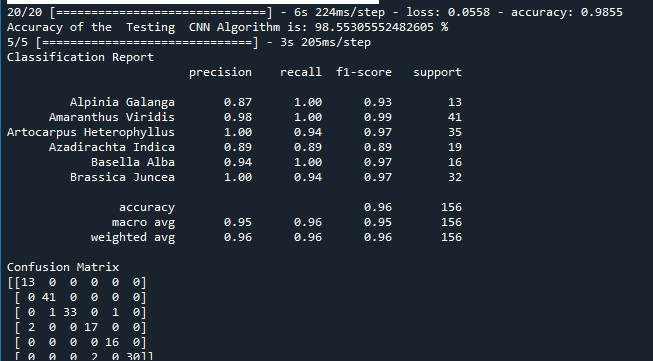 20/20 [==============================] - 6s 224ms/step - loss: 0.0558 - accuracy: 0.9855
Accuracy of the  Testing  CNN Algorithm is: 98.55305552482605 %
5/5 [==============================] - 3s 205ms/step
Classification Report
                       precision    recall  f1-score   support

      Alpinia Galanga       0.87      1.00      0.93        13
    Amaranthus Viridis       0.98      1.00      0.99        41
Artocarpus Heterophyllus       1.00      0.94      0.97        35
    Azadirachta Indica       0.89      0.89      0.89        19
          Basella Alba       0.94      1.00      0.97        16
       Brassica Juncea       1.00      0.94      0.97        32

              accuracy                           0.96       156
             macro avg       0.95      0.96      0.95       156
          weighted avg       0.96      0.96      0.96       156

Confusion Matrix
[[13  0  0  0  0  0]
 [ 0 41  0  0  0  0]
 [ 0  1 33  0  1  0]
 [ 2  0  0 17  0  0]
 [ 0  0  0  0 16  0]
 [ 0  0  0  2  0 30]]